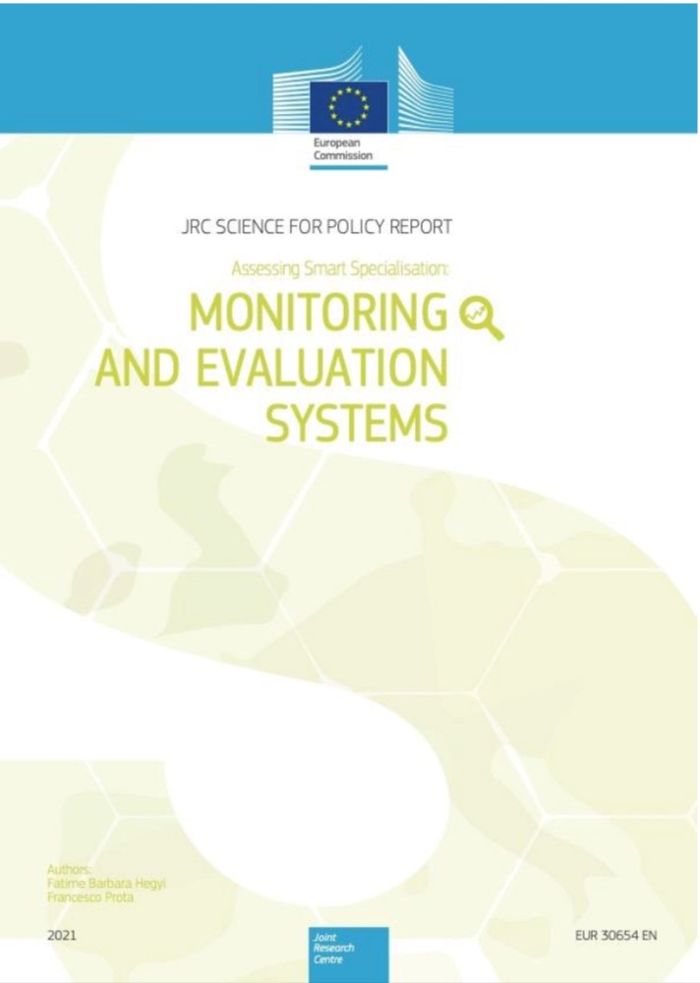 European
Commission
JRC SCIENCE FOR POLICY REPORT
Assessing Smart Specialisation:
MONITORING
AND EVALUATION
SYSTEMS
Authors:
Fatime Barbara Hegyi
Francesco Prota
2021
Joint
Research
Centre
EUR 30654 EN